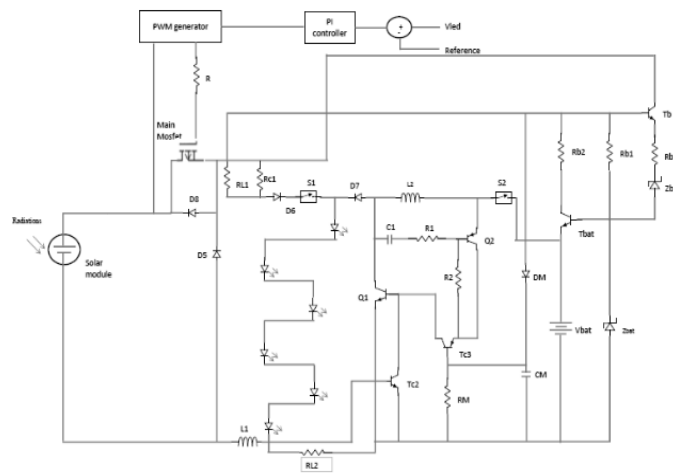 PWM generator
PI
controller
Vled
Reference
R
Main
Mosfet
Tb
Rb2
Rb1
Rb
Zb
RL1
Rc1
S1
D7
L2
S2
D6
D8
Radiations
Solar
module
D5
C1
R1
Q2
Tbat
R2
DM
Q1
Vbat
Tc3
Tc2
CM
RM
L1
RL2